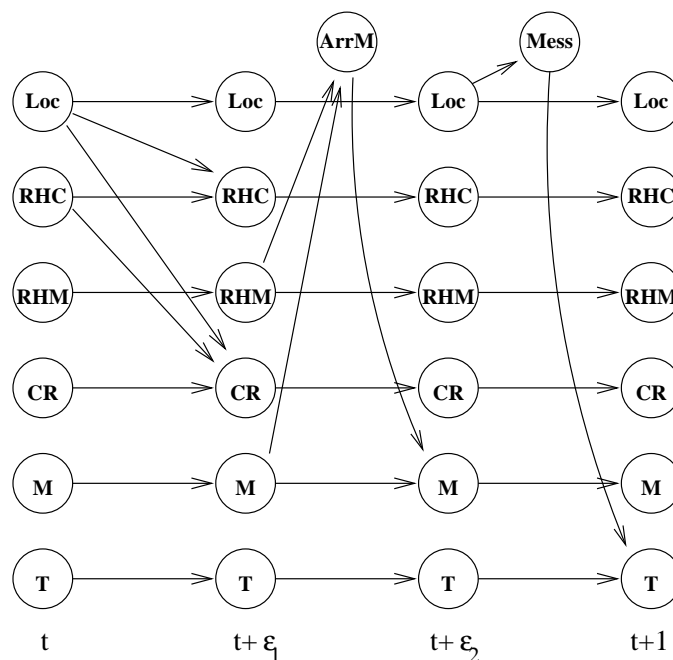 ArrM Mess
Loc Loc Loc Loc
RHC RHC RHC RHC
RHM RHM RHM RHM
CR CR CR CR
M M M M
T T T T
t t+ ε1 t+ ε2 t+1